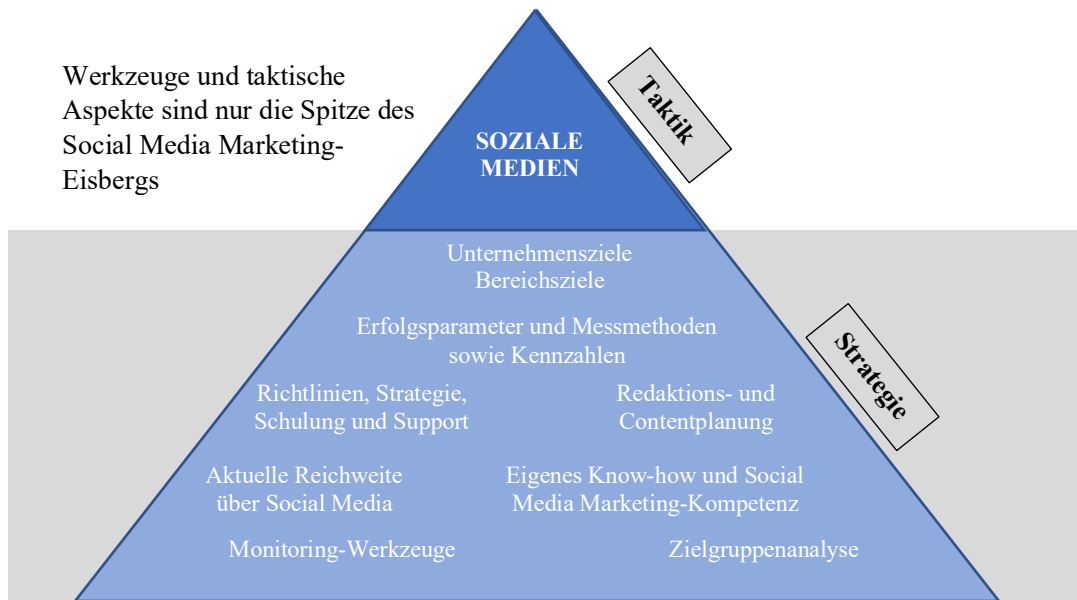 Werkzeuge und taktische
Aspekte sind nur die Spitze des
Social Media Marketing-
Eisbergs
Taktik
SOZIALE
MEDIEN
Unternehmensziele
Bereichsziele
Erfolgsparameter und Messmethoden
sowie Kennzahlen
Strategie
Richtlinien, Strategie,
Schulung und Support
Redaktions- und
Contentplanung
Aktuelle Reichweite
über Social Media
Eigenes Know-how und Social
Media Marketing-Kompetenz
Monitoring-Werkzeuge
Zielgruppenanalyse